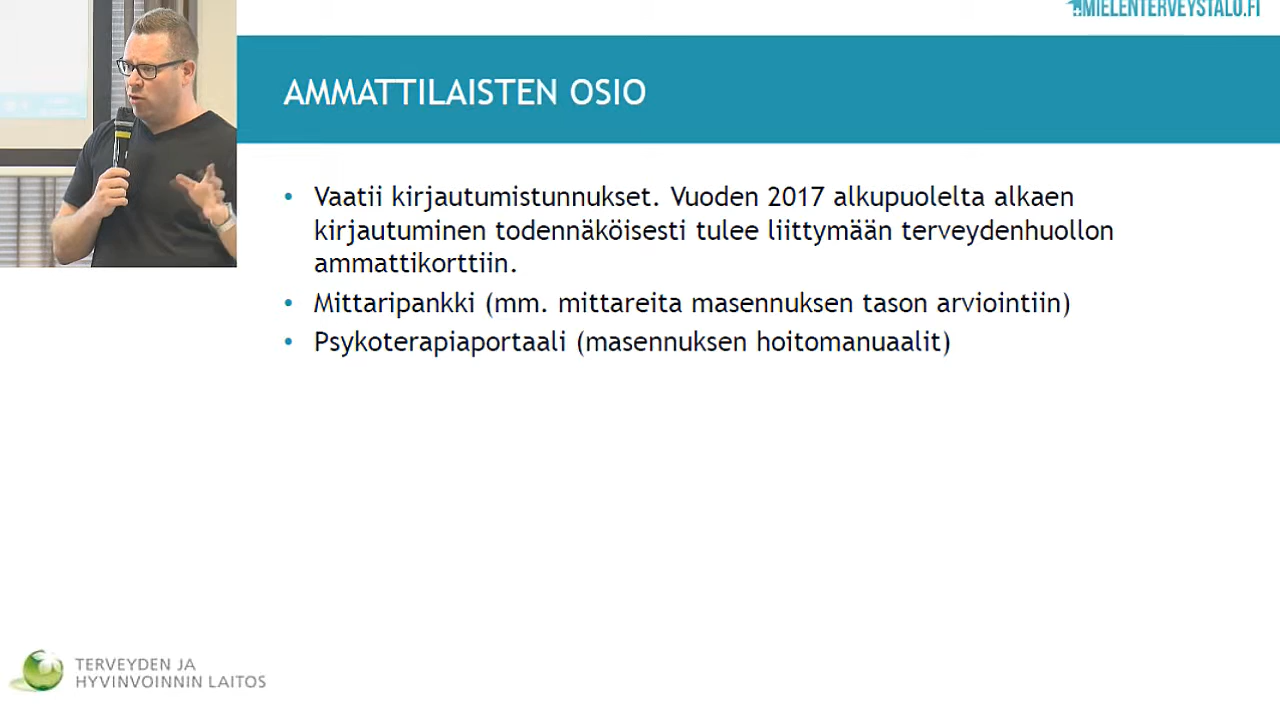 MIELENTERVEYSTALO.FI
AMMATTILAISTEN OSIO
• Vaatii kirjautumistunnukset. Vuoden 2017 alkupuolelta alkaen
kirjautuminen todennäköisesti tulee liittymään terveydenhuollon
ammattikorttiin.
• Mittaripankki (mm. mittareita masennuksen tason arviointiin)
• Psykoterapiaportaali (masennuksen hoitomanuaalit)
TERVEYDEN JA
HYVINVOINNIN LAITOS